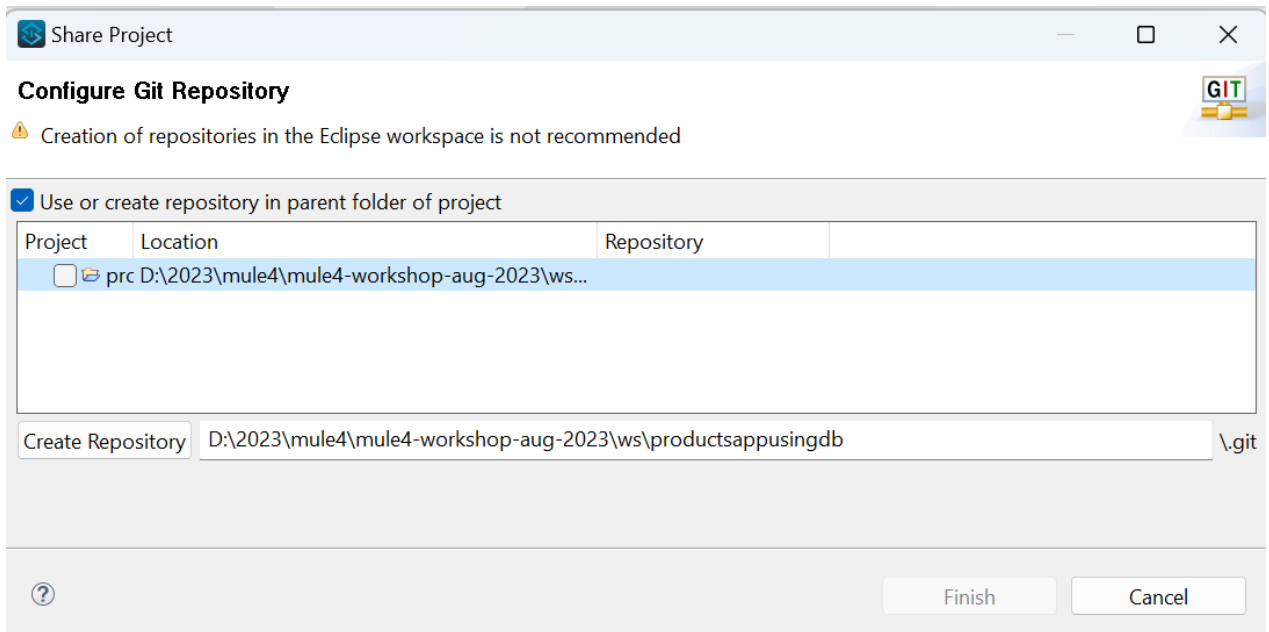 Share Project
Configure Git Repository
GIT
Creation of repositories in the Eclipse workspace is not recommended
Use or create repository in parent folder of project
Project Location Repository
prc D:\2023\mule4\mule4-workshop-aug-2023\ws...
Create Repository D:\2023\mule4\mule4-workshop-aug-2023\ws\productsappusingdb \.git
? Finish Cancel